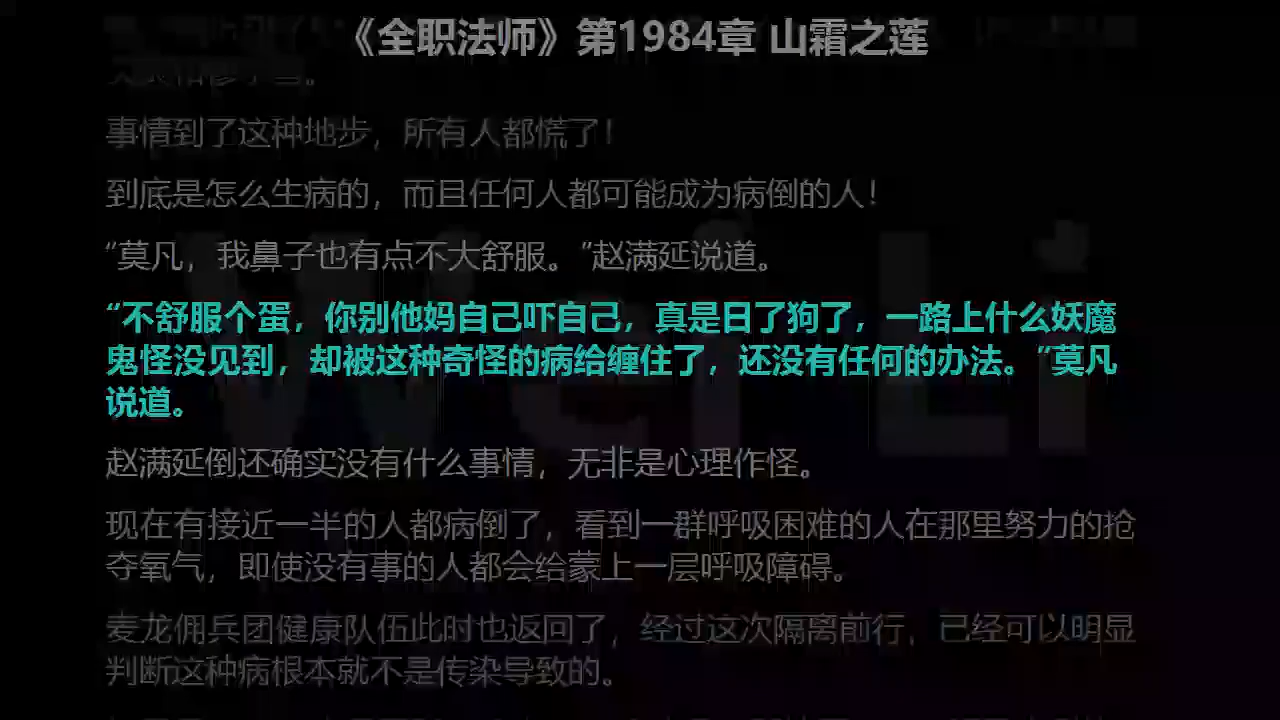 《全职法师》第1984章 山霜之莲
事情到了这种地步，所有人都慌了！
到底是怎么生病的，而且任何人都可能成为病倒的人！
“莫凡，我鼻子也有点不大舒服。”赵满延说道。
“不舒服个蛋，你别他妈自己吓自己，真是日了狗了，一路上什么妖魔
鬼怪没见到，却被这种奇怪的病给缠住了，还没有任何的办法。”莫凡
说道。
赵满延倒还确实没有什么事情，无非是心理作怪。
现在有接近一半的人都病倒了，看到一群呼吸困难的人在那里努力的抢
夺氧气，即使没有事的人都会给蒙上一层呼吸障碍。
麦龙佣兵团健康队伍此时也返回了，经过这次隔离前行，已经可以明显
判断这种病根本就不是传染导致的。
Wei Li